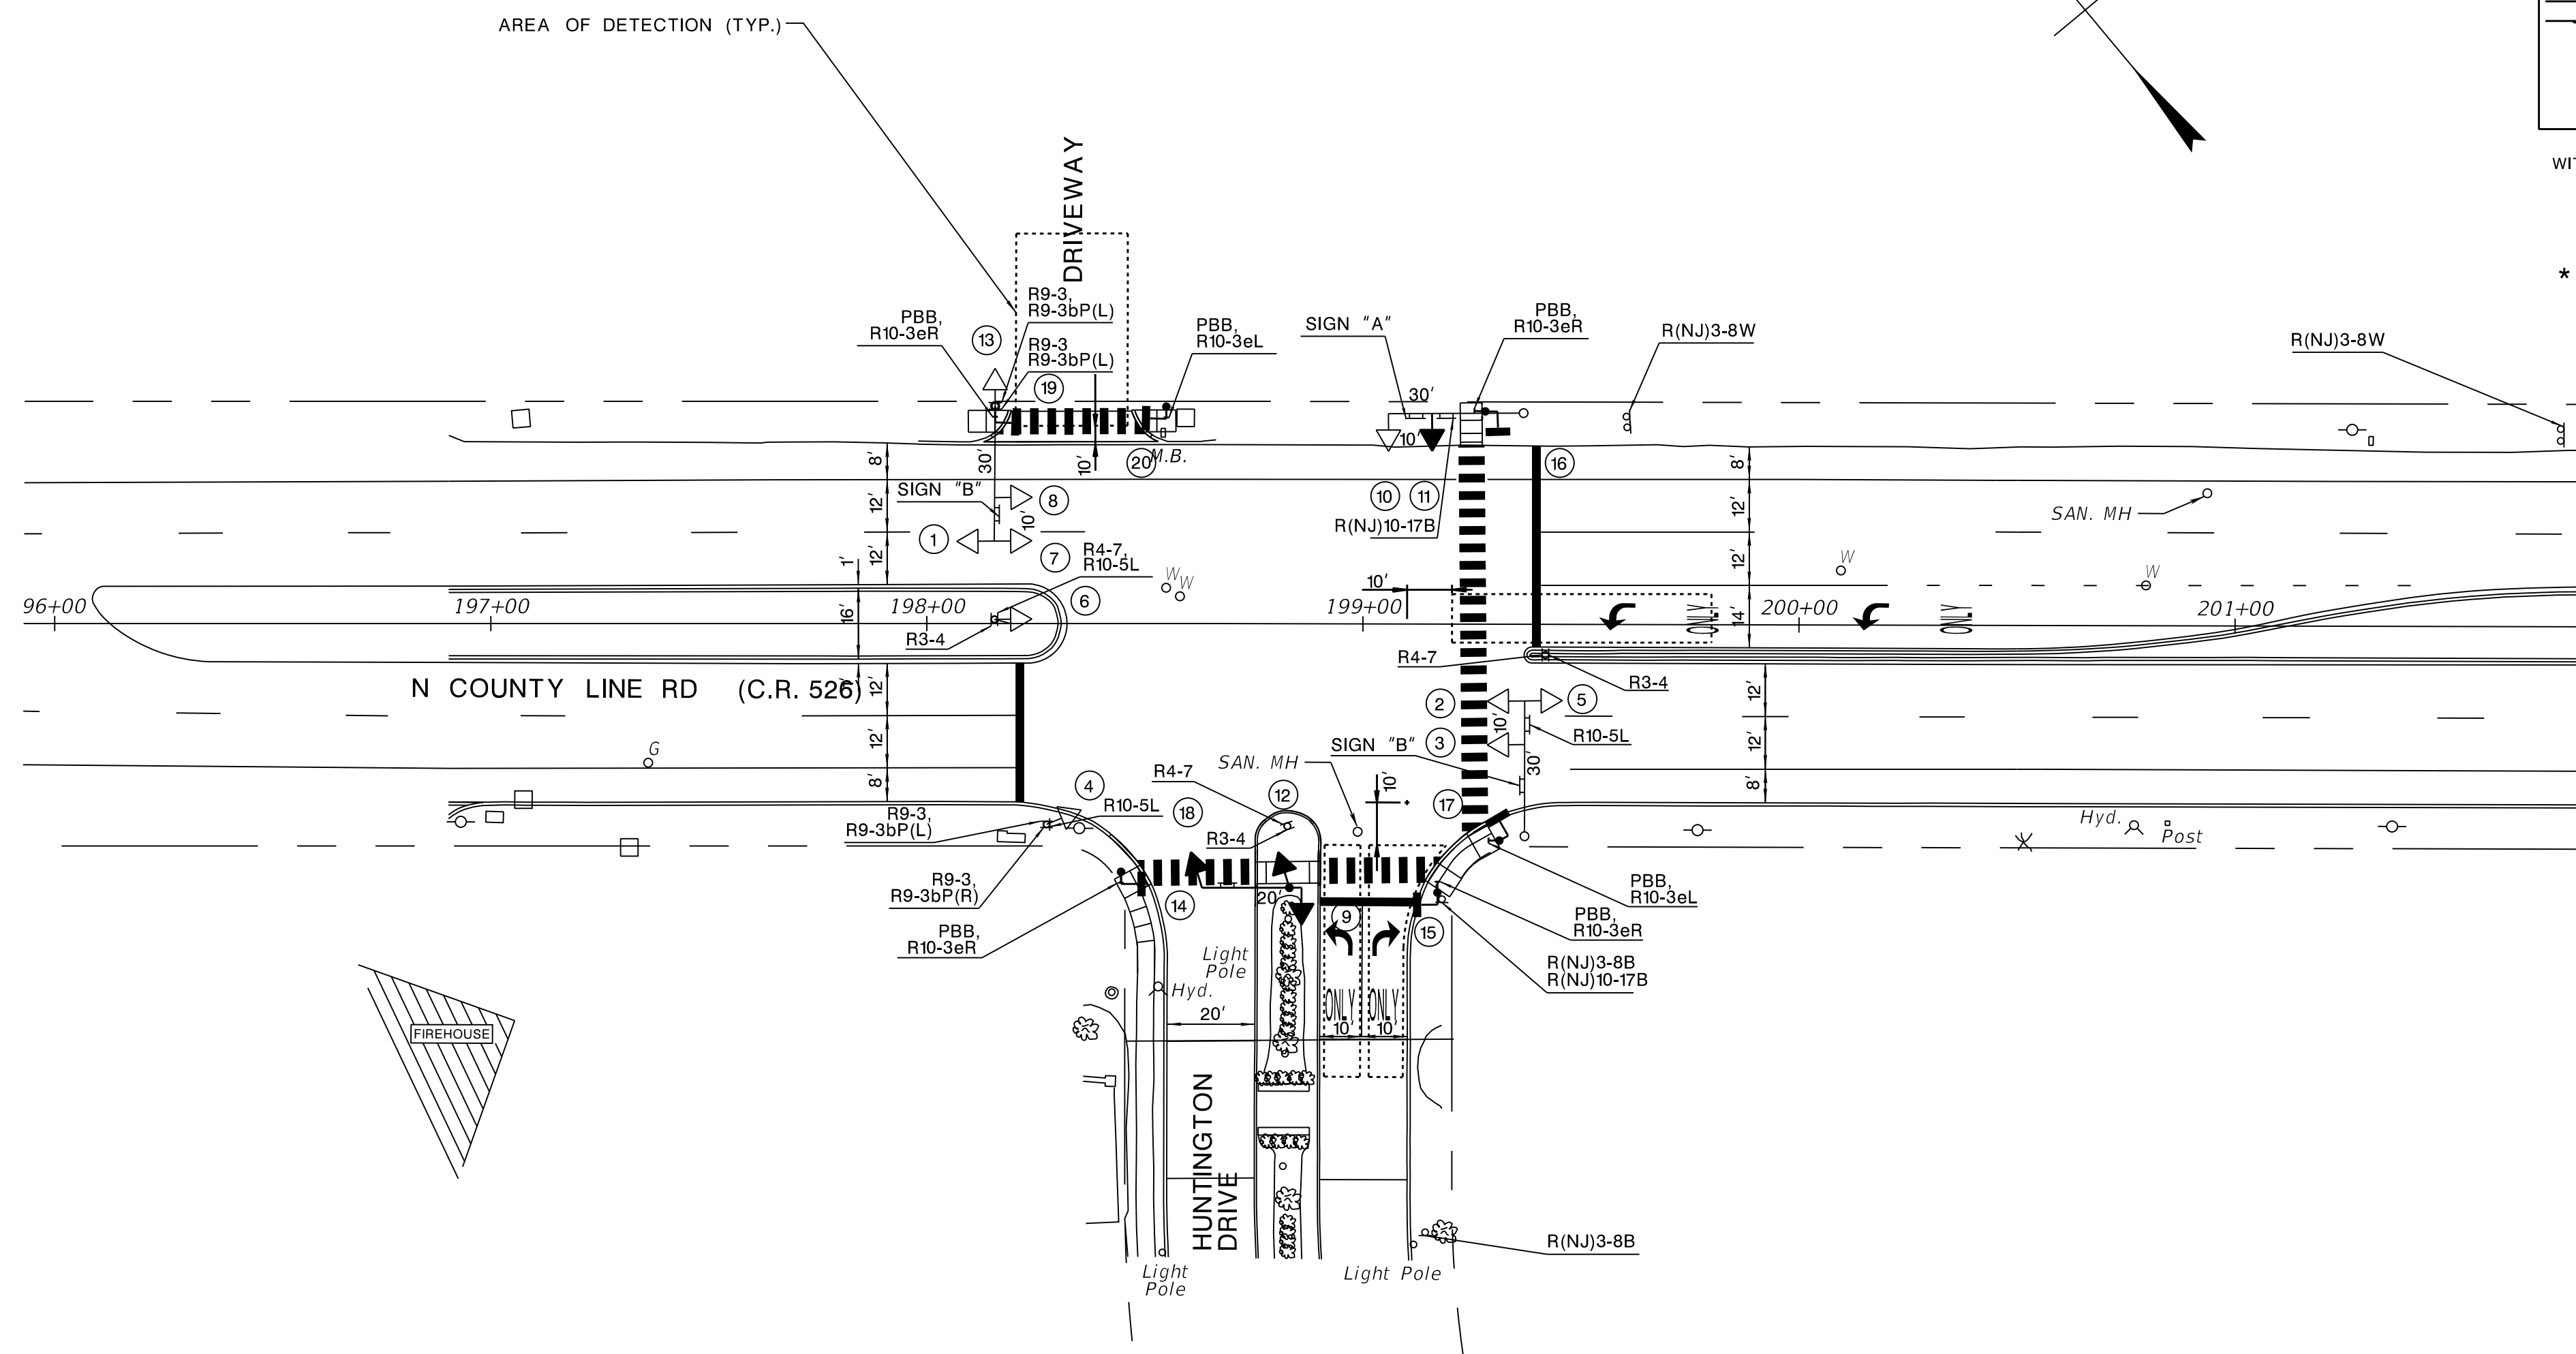 AREA OF DETECTION (TYP.)
WIT
*
DRIVEWAY
R9-3,
R9-3bP(L)
PBB,
R10-3eR
13
R9-3
R9-3bP(L)
19
PBB,
R10-3eL
SIGN "A"
PBB,
R10-3eR
R(NJ)3-8W
R(NJ)3-8W
30'
10'
8'
30'
10'
20
M.B.
16
8'
SIGN "B"
12'
8
10'
10
11
R(NJ)10-17B
12'
SAN. MH
1
12'
1'
7
R4-7,
R10-5L
W
W
12'
W
W
10'
96+00
197+00
198+00
6
199+00
14'
200+00
201+00
ONLY
ONLY
16'
R3-4
R4-7
R3-4
N COUNTY LINE RD (C.R. 526)
12'
2
5
12'
10'
R10-5L
G
12'
3
SIGN "B"
30'
12'
SAN. MH
R4-7
10'
8'
4
R10-5L
18
12
17
8'
R9-3,
R9-3bP(L)
R3-4
Hyd.
Post
R9-3,
R9-3bP(R)
14
20'
9
15
PBB,
R10-3eL
PBB,
R10-3eR
PBB,
R10-3eR
R(NJ)3-8B
R(NJ)10-17B
Light
Pole
Hyd.
20'
ONLY
ONLY
10'
10'
FIREHOUSE
HUNTINGTON
DRIVE
R(NJ)3-8B
Light
Pole
Light Pole